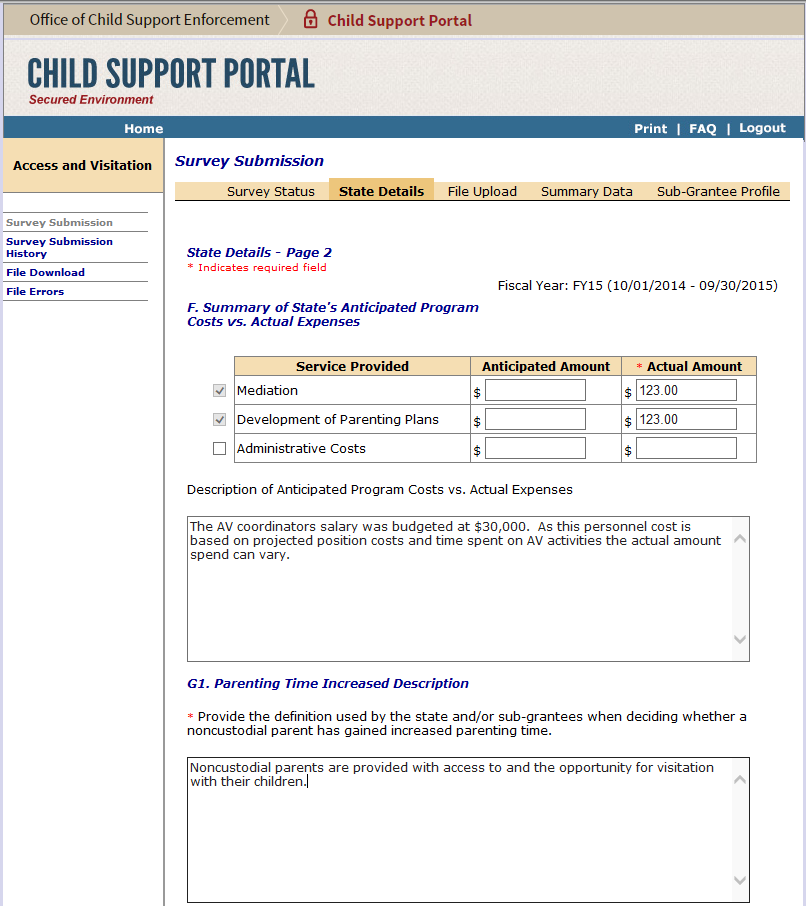 Office of Child Support Enforcement Child Support Portal
CHILD SUPPORT PORTAL
Secured Environment
Home Print | FAQ | Logout
Access and Visitation
Survey Submission
Survey Submission
History
File Download
File Errors
Survey Submission
Survey Status State Details File Upload Summary Data Sub-Grantee Profile
State Details - Page 2
* Indicates required field
Fiscal Year: FY15 (10/01/2014 - 09/30/2015)
F. Summary of State's Anticipated Program
Costs vs. Actual Expenses
Service Provided Anticipated Amount * Actual Amount
Mediation $ $ 123.00
Development of Parenting Plans $ $ 123.00
Administrative Costs $ $
Description of Anticipated Program Costs vs. Actual Expenses
The AV coordinators salary was budgeted at $30,000.  As this personnel cost is
based on projected position costs and time spent on AV activities the actual amount
spend can vary.
G1. Parenting Time Increased Description
* Provide the definition used by the state and/or sub-grantees when deciding whether a
noncustodial parent has gained increased parenting time.
Noncustodial parents are provided with access to and the opportunity for visitation
with their children.